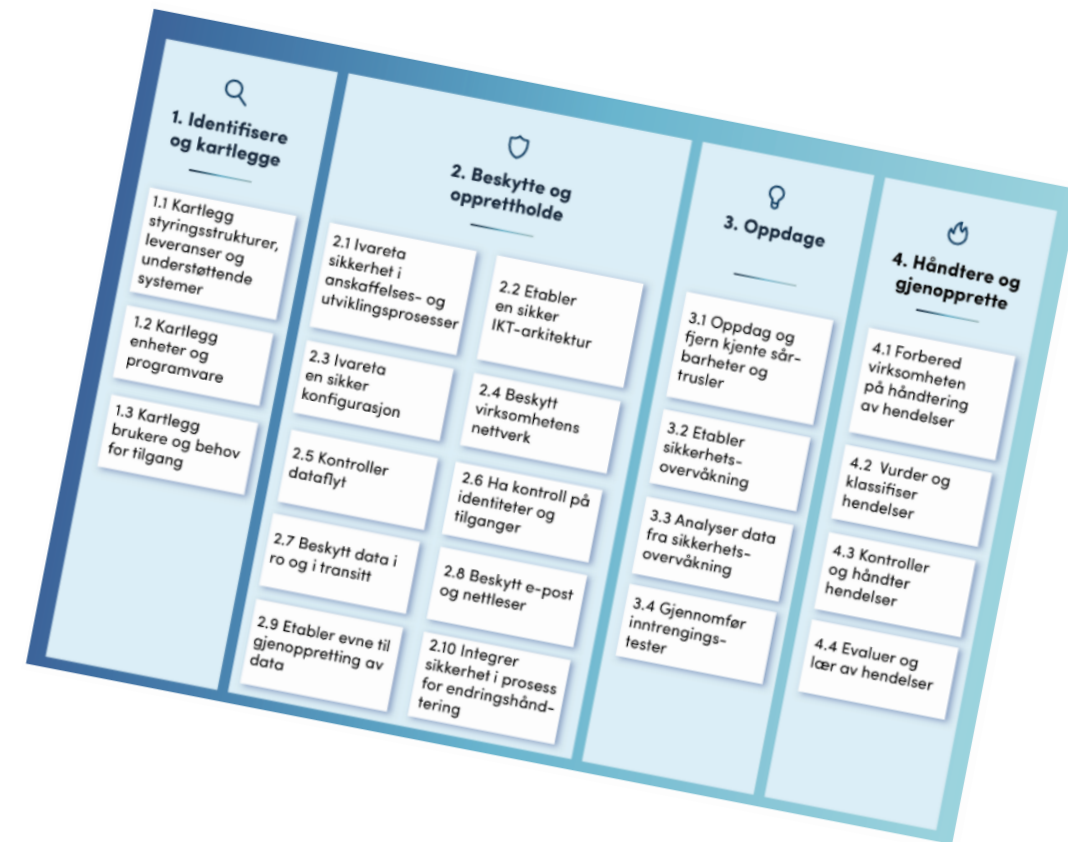 1. Identifisere
og kartlegge
1.1 Kartlegg
styringsstrukturer,
leveranser og
understøttende
systemer
1.2 Kartlegg
enheter og
programvare
1.3 Kartlegg
brukere og behov
for tilgang
2. Beskytte og
opprettholde
2.1 Ivareta
sikkerhet i
anskaffelses- og
utviklingsprosesser
2.2 Etabler
en sikker
IKT-arkitektur
2.3 Ivareta
en sikker
konfigurasjon
2.4 Beskytt
virksomhetens
nettverk
2.5 Kontroller
dataflyt
2.6 Ha kontroll på
identiteter og
tilganger
2.7 Beskytt data i
ro og i transitt
2.8 Beskytt e-post
og nettleser
2.9 Etabler evne til
gjenoppretting av
data
2.10 Integrer
sikkerhet i prosess
for endringshånd-
tering
3. Oppdage
3.1 Oppdag og
fjern kjente sår-
barheter og
trusler
3.2 Etabler
sikkerhets-
overvåkning
3.3 Analyser data
fra sikkerhets-
overvåkning
3.4 Gjennomfør
inntrengings-
tester
4. Håndtere og
gjenopprette
4.1 Forbered
virksomheten
på håndtering
av hendelser
4.2 Vurder og
klassifiser
hendelser
4.3 Kontroller
og håndter
hendelser
4.4 Evaluer og
lær av hendelser